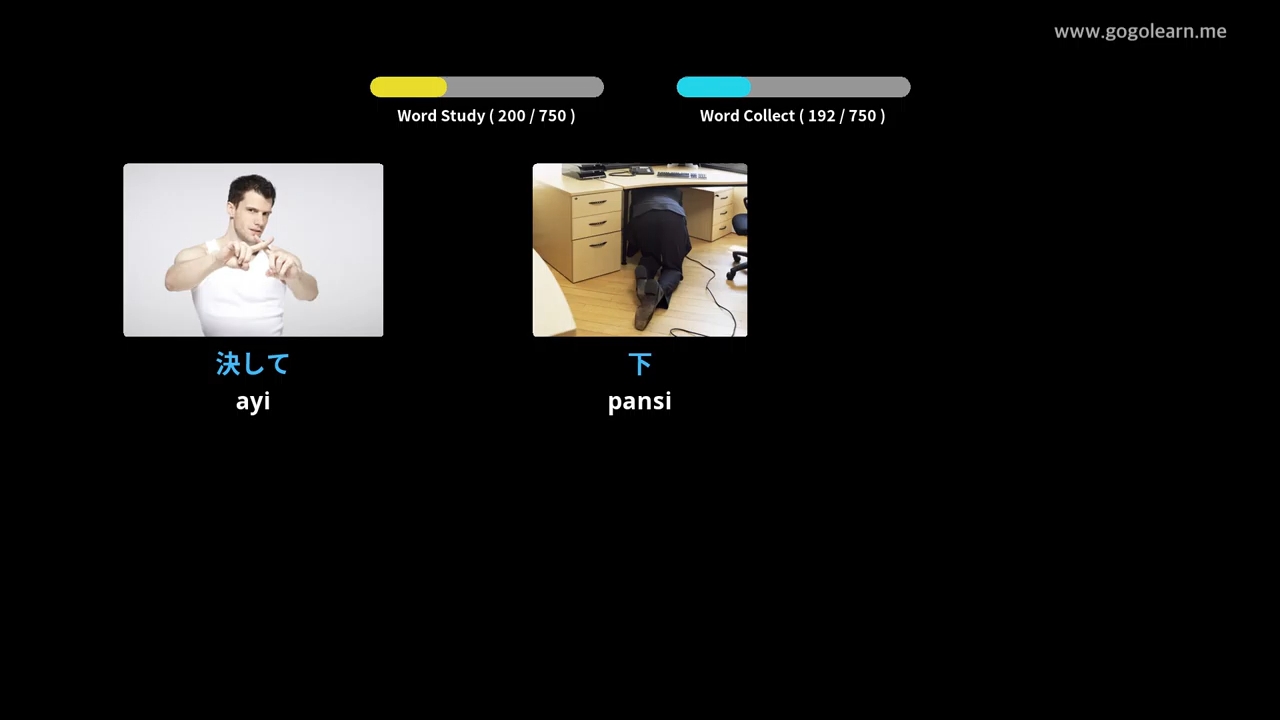 www.gogolearn.me
Word Study ( 200 / 750 )
Word Collect ( 192 / 750 )
決して
ayi
下
pansi